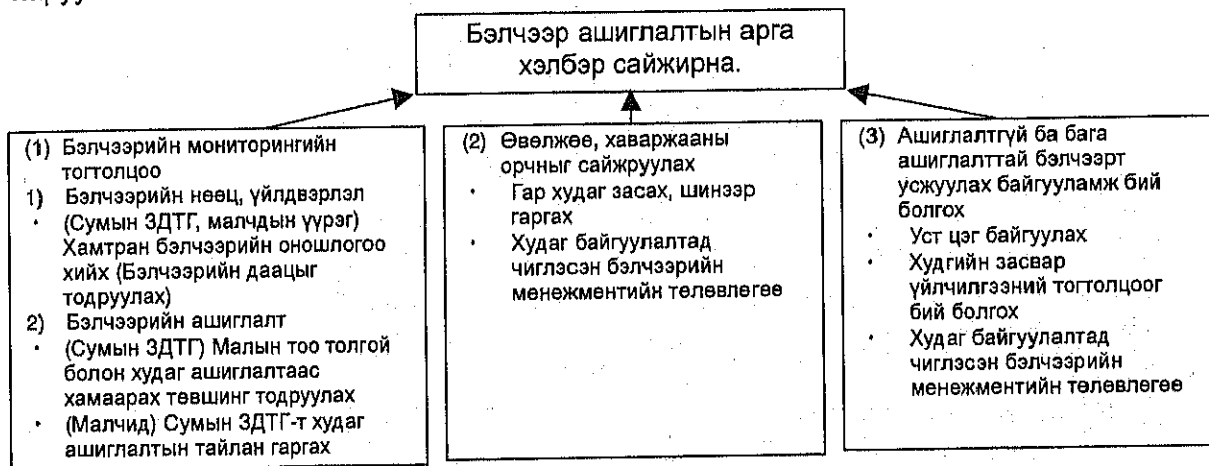 Бэлчээр ашиглалтын арга
хэлбэр сайжирна.
(1) Бэлчээрийн мониторингийн
тогтолцоо
1) Бэлчээрийн нөөц, үйлдвэрлэл
· (Сумын ЗДТГ, малчдын үүрэг)
Хамтран бэлчээрийн оношлогоо
хийх (Бэлчээрийн даацыг
тодруулах)
2) Бэлчээрийн ашиглалт
· (Сумын ЗДТГ) Малын тоо толгой
болон худаг ашиглалтаас
хамаарах төвшинг тодруулах
· (Малчид) Сумын ЗДТГ-т худаг
ашиглалтын тайлан гаргах
(2) Өвөлжөө, хаваржааны
орчныг сайжруулах
· Гар худаг засах, шинээр
гаргах
· Худаг байгуулалтад
чиглэсэн бэлчээрийн
менежментийн төлөвлөгөө
(3) Ашиглалтгүй ба бага
ашиглалттай бэлчээрт
усжуулах байгууламж бий
болгох
· Уст цэг байгуулах
· Худгийн засвар
үйлчилгээний тогтолцоог
бий болгох
· Худаг байгуулалтад
чиглэсэн бэлчээрийн
менежментийн төлөвлөгөө